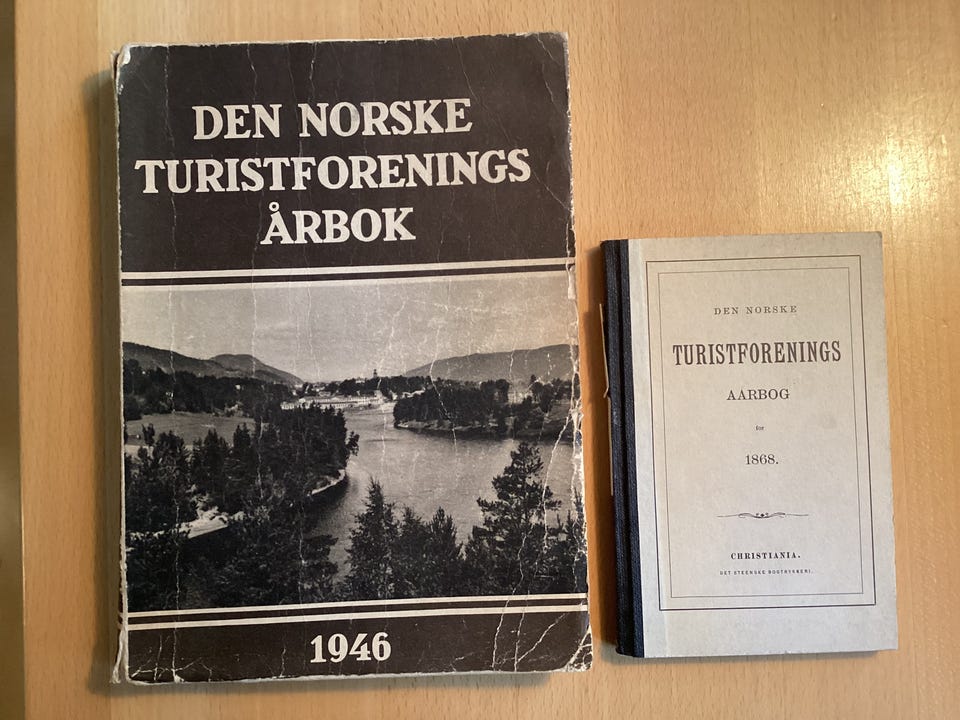 DEN NORSKE
TURISTFORENINGS
ÅRBOK
1946
DEN NORSKE
TURISTFORENINGS
AARBOG
for
1868.
CHRISTIANIA.
DET STEENSKE BOGTRYKKERI.